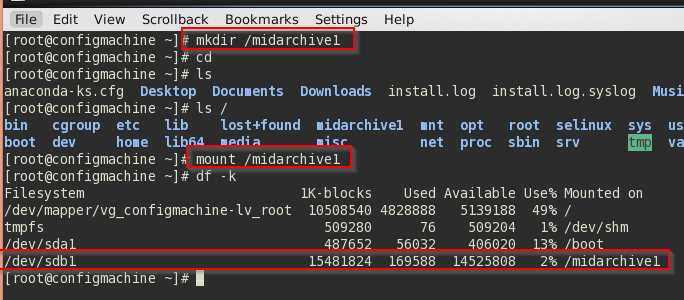 File Edit View Scrollback Bookmarks Settings Help
[root@configmachine ~]# mkdir /midarchive1
[root@configmachine ~]# cd
[root@configmachine ~]# ls
anaconda-ks.cfg Desktop Documents Downloads install.log install.log.syslog Musi
[root@configmachine ~]# ls /
bin cgroup etc lib lost+found midarchive1 mnt opt root selinux sys us
boot dev home lib64 media misc net proc sbin srv tmp va
[root@configmachine ~]# mount /midarchive1
[root@configmachine ~]# df -k
Filesystem 1K-blocks Used Available Use% Mounted on
/dev/mapper/vg_configmachine-lv_root 10508540 4828888 5139188 49% /
tmpfs 509280 76 509204 1% /dev/shm
/dev/sda1 487652 56032 406020 13% /boot
/dev/sdb1 15481824 169588 14525808 2% /midarchive1
[root@configmachine ~]#